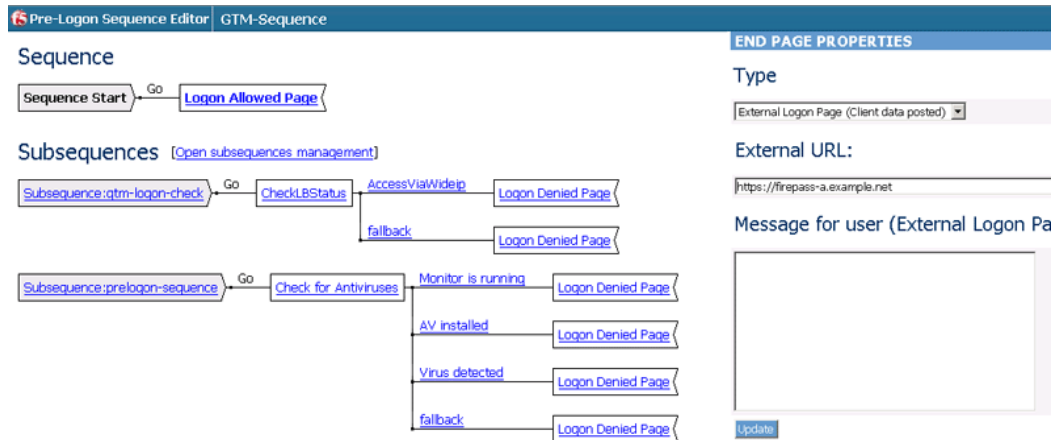 Pre-Logon Sequence Editor GTM-Sequence
Sequence
Sequence Start Go Logon Allowed Page
Subsequences [Open subsequences management]
Subsequence:gtm-logon-check Go CheckLBStatus AccessViaWideip Logon Denied Page
fallback Logon Denied Page
Subsequence:prelogon-sequence Go Check for Antiviruses Monitor is running Logon Denied Page
AV installed Logon Denied Page
Virus detected Logon Denied Page
fallback Logon Denied Page
END PAGE PROPERTIES
Type
External Logon Page (Client data posted)
External URL:
https://firepass-a.example.net
Message for user (External Logon Pa
Update